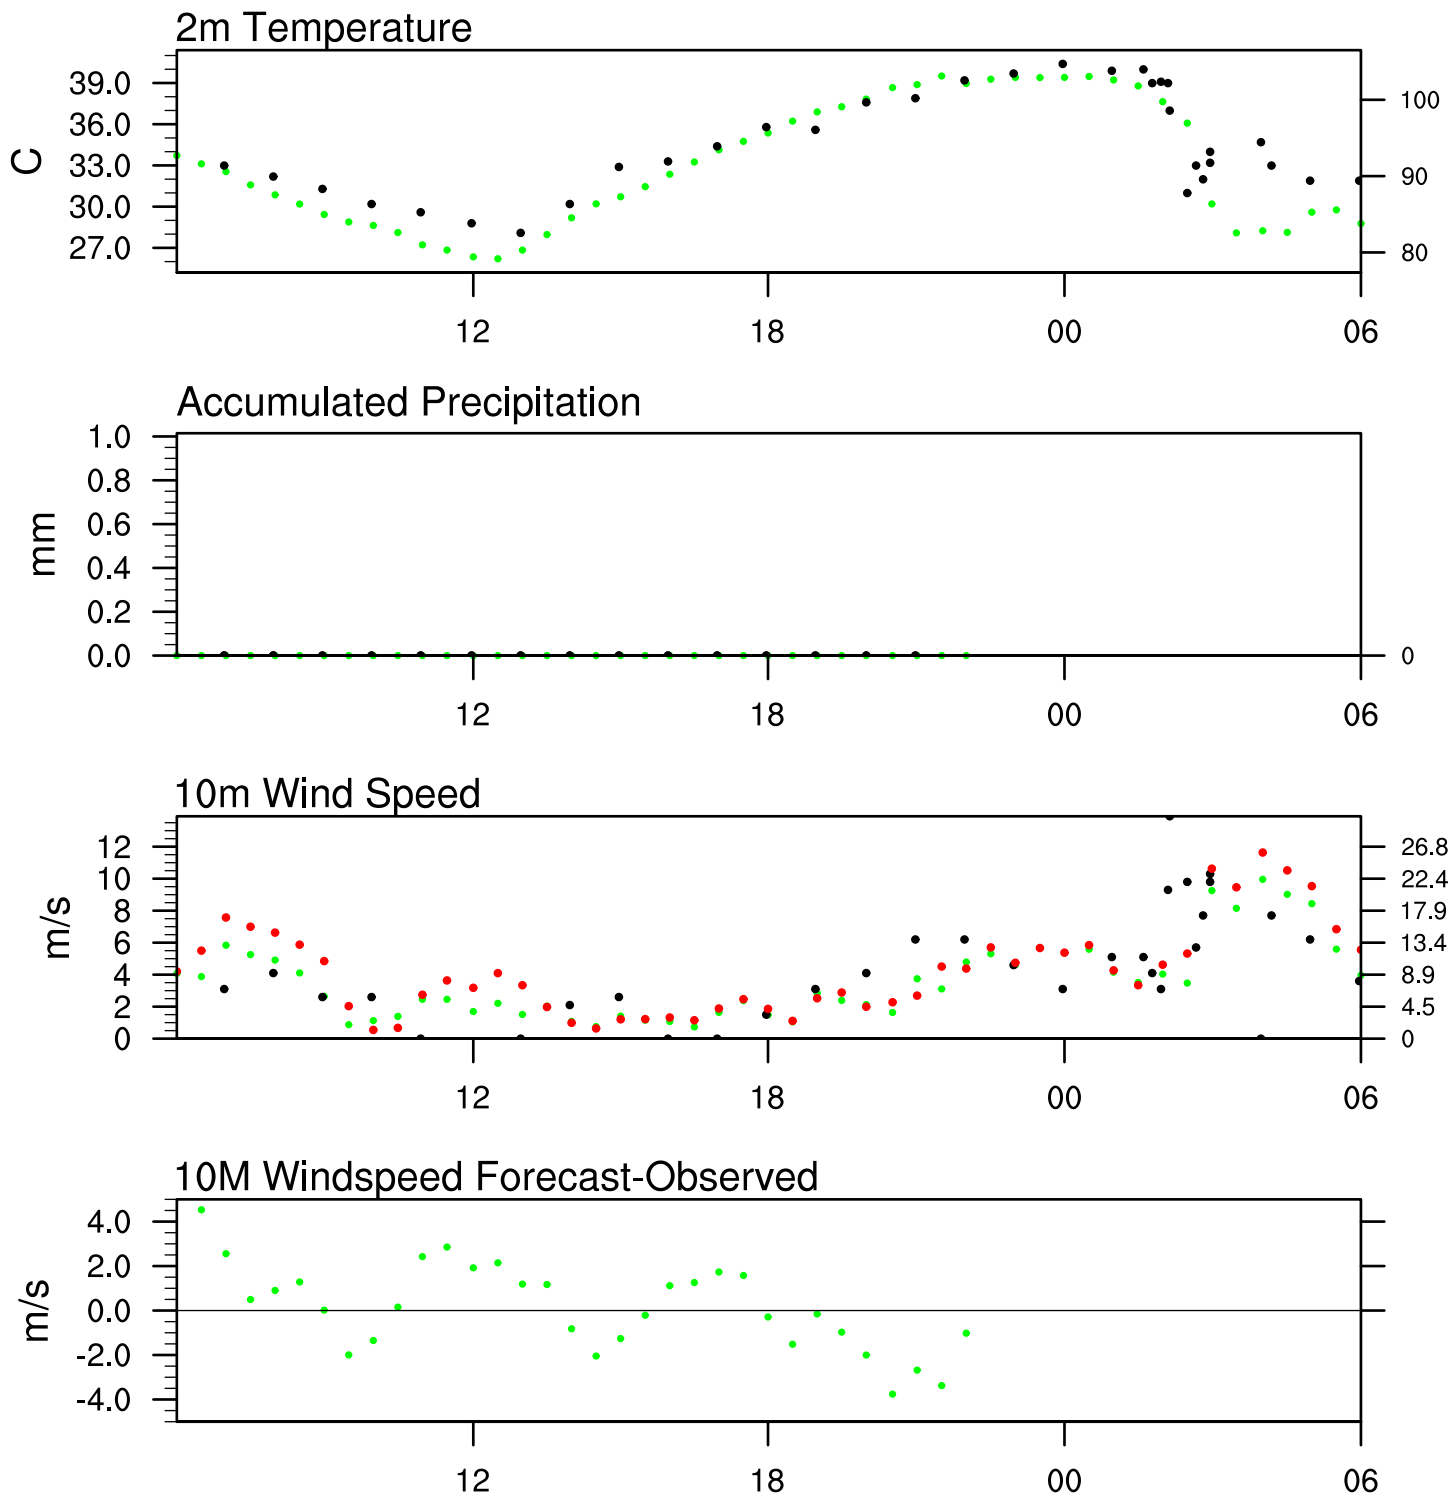 2m Temperature
39.0
36.0
33.0
30.0
27.0
C
100
90
80
12 18 00 06
Accumulated Precipitation
1.0
0.8
0.6
0.4
0.2
0.0
mm
0
12 18 00 06
10m Wind Speed
12
10
8
6
4
2
0
m/s
26.8
22.4
17.9
13.4
8.9
4.5
0
12 18 00 06
10M Windspeed Forecast-Observed
4.0
2.0
0.0
-2.0
-4.0
m/s
12 18 00 06